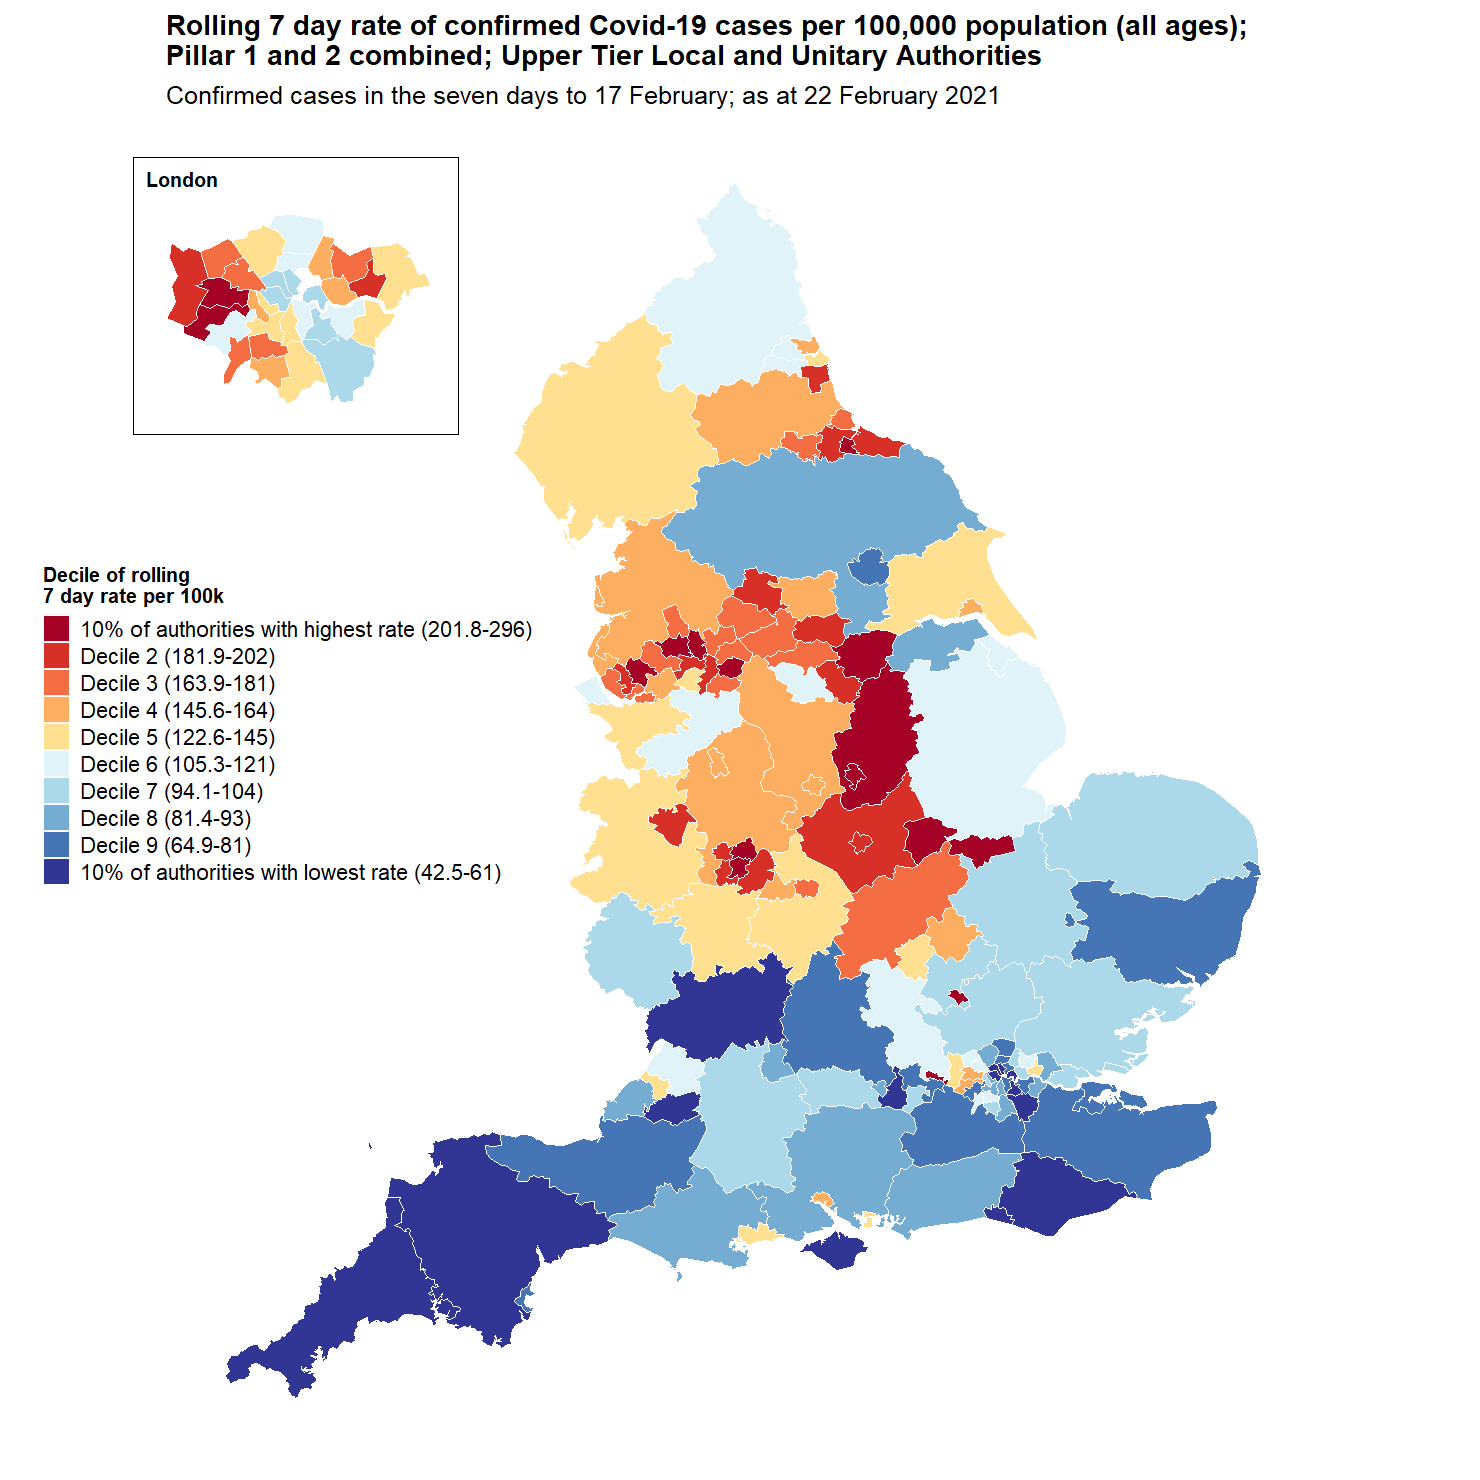 Rolling 7 day rate of confirmed Covid-19 cases per 100,000 population (all ages);
Pillar 1 and 2 combined; Upper Tier Local and Unitary Authorities
Confirmed cases in the seven days to 17 February; as at 22 February 2021
London
Decile of rolling
7 day rate per 100k
10% of authorities with highest rate (201.8-296)
Decile 2 (181.9-202)
Decile 3 (163.9-181)
Decile 4 (145.6-164)
Decile 5 (122.6-145)
Decile 6 (105.3-121)
Decile 7 (94.1-104)
Decile 8 (81.4-93)
Decile 9 (64.9-81)
10% of authorities with lowest rate (42.5-61)